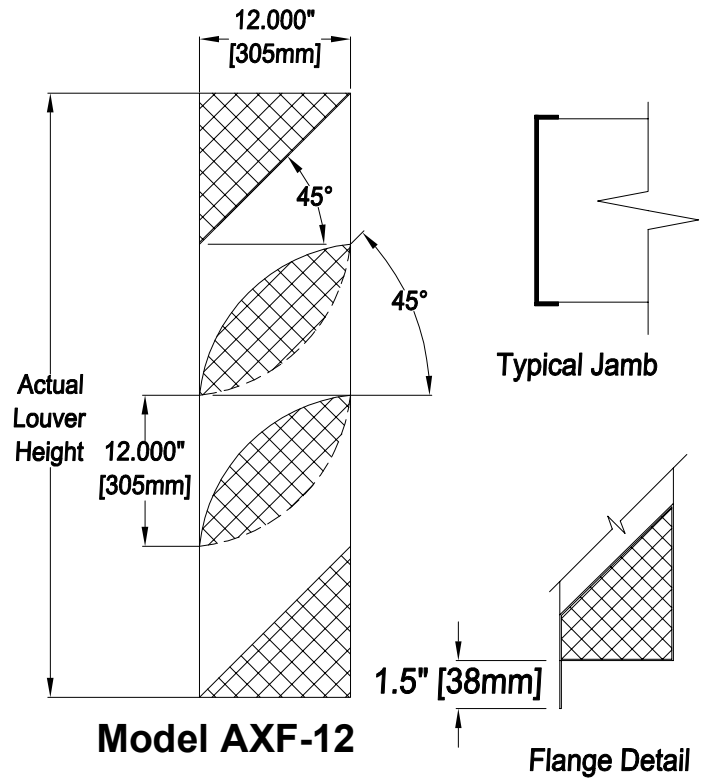 12.000"
[305mm]
45°
45°
Typical Jamb
Actual
Louver
Height
12.000"
[305mm]
1.5" [38mm]
Model AXF-12
Flange Detail